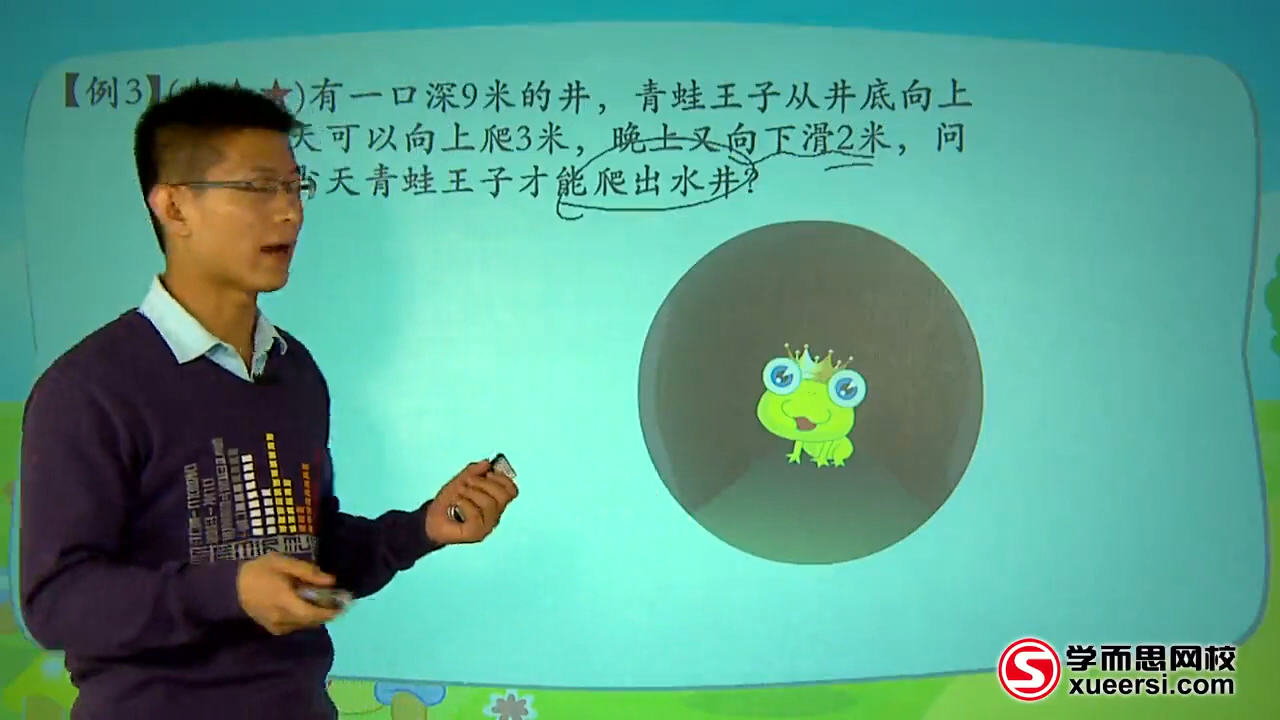 【例3】(★)有一口深9米的井，青蛙王子从井底向上
天可以向上爬3米，晚上又向下滑2米，问
天青蛙王子才能爬出水井？
学而思网校
xueersi.com